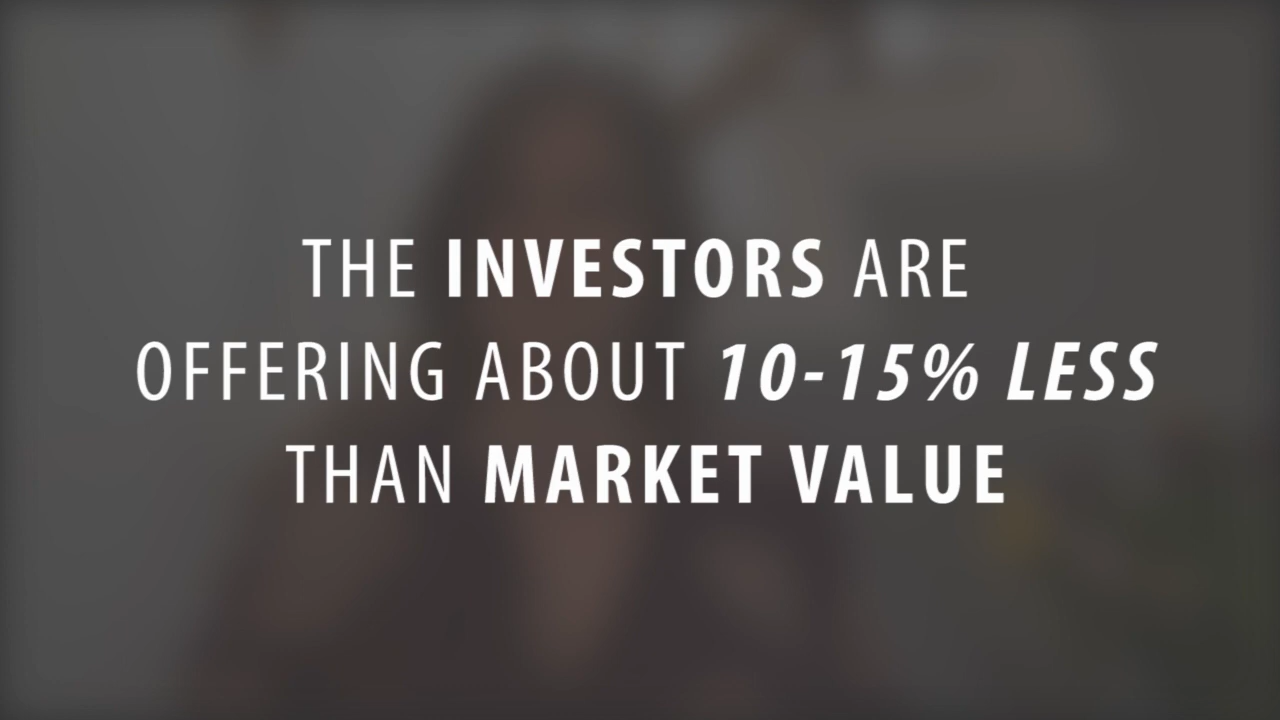 THE INVESTORS ARE
OFFERING ABOUT 10-15% LESS
THAN MARKET VALUE